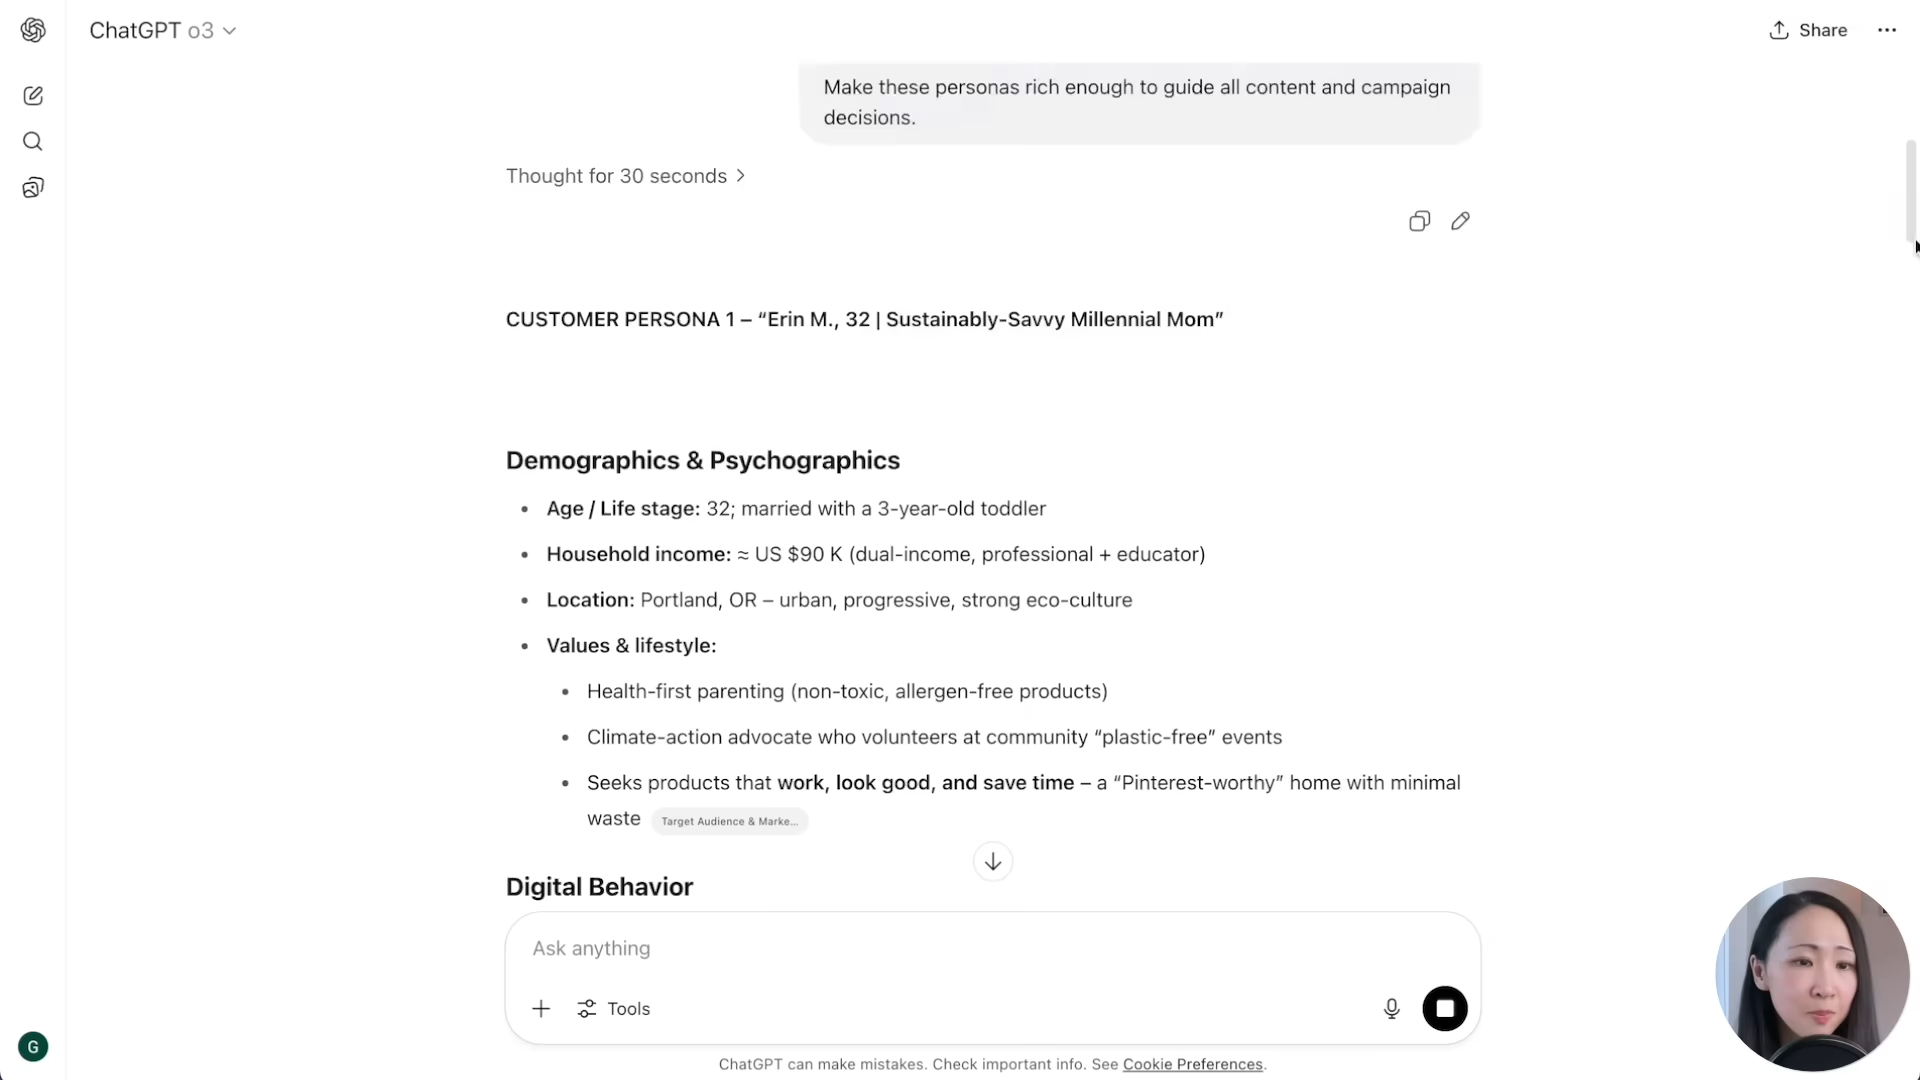 ChatGPT o3
Share
Make these personas rich enough to guide all content and campaign
decisions.
Thought for 30 seconds
CUSTOMER PERSONA 1 – “Erin M., 32 | Sustainably-Savvy Millennial Mom”
Demographics & Psychographics
• Age / Life stage: 32; married with a 3-year-old toddler
• Household income: ≈ US $90 K (dual-income, professional + educator)
• Location: Portland, OR – urban, progressive, strong eco-culture
• Values & lifestyle:
• Health-first parenting (non-toxic, allergen-free products)
• Climate-action advocate who volunteers at community “plastic-free” events
• Seeks products that work, look good, and save time – a “Pinterest-worthy” home with minimal
waste Target Audience & Marke...
Digital Behavior
Ask anything
Tools
G
ChatGPT can make mistakes. Check important info. See Cookie Preferences.